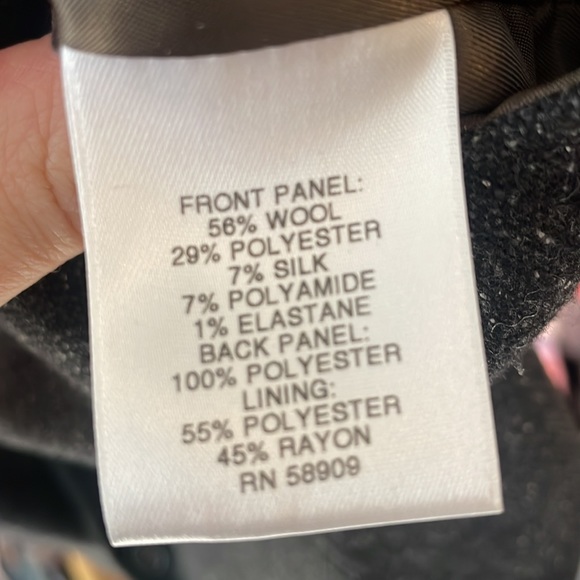 FRONT PANEL:
56% WOOL
29% POLYESTER
7% SILK
7% POLYAMIDE
1% ELASTANE
BACK PANEL:
100% POLYESTER
LINING:
55% POLYESTER
45% RAYON
RN 58909